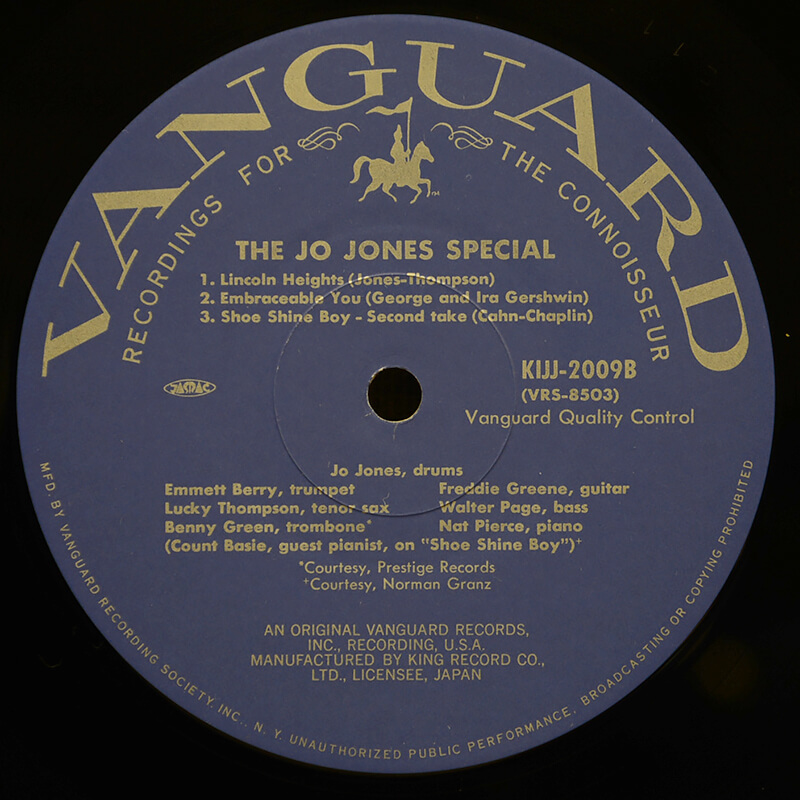 VANGUARD
RECORDINGS FOR THE CONNOISSEUR
TM
THE JO JONES SPECIAL
1. Lincoln Heights (Jones-Thompson)
2. Embraceable You (George and Ira Gershwin)
3. Shoe Shine Boy - Second take (Cahn-Chaplin)
JASRAC
KIJJ-2009B
(VRS-8503)
Vanguard Quality Control
Jo Jones, drums
Emmett Berry, trumpet
Freddie Greene, guitar
Lucky Thompson, tenor sax
Walter Page, bass
Benny Green, trombone*
Nat Pierce, piano
(Count Basie, guest pianist, on "Shoe Shine Boy")+
*Courtesy, Prestige Records
+Courtesy, Norman Granz
AN ORIGINAL VANGUARD RECORDS,
INC., RECORDING, U.S.A.
MANUFACTURED BY KING RECORD CO.,
LTD., LICENSEE, JAPAN
MFD. BY VANGUARD RECORDING SOCIETY, INC., N. Y. UNAUTHORIZED PUBLIC PERFORMANCE, BROADCASTING OR COPYING PROHIBITED